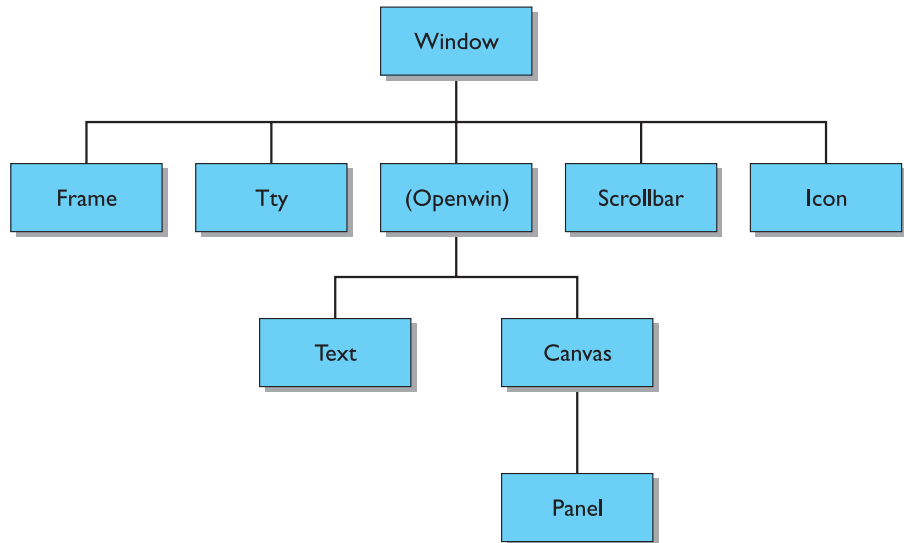 Window
Frame
Tty
(Openwin)
Scrollbar
Icon
Text
Canvas
Panel